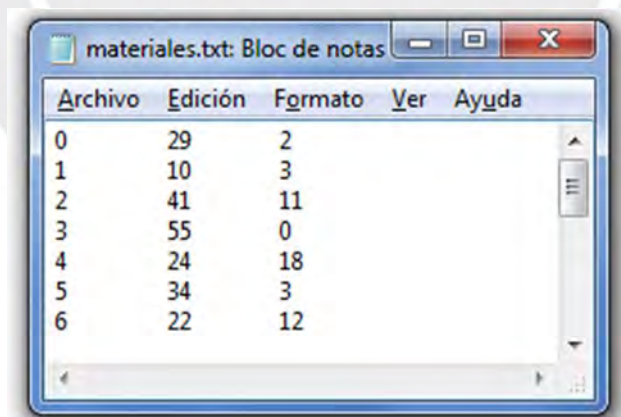 materiales.txt: Bloc de notas
Archivo Edición Formato Ver Ayuda
0 29 2
1 10 3
2 41 11
3 55 0
4 24 18
5 34 3
6 22 12